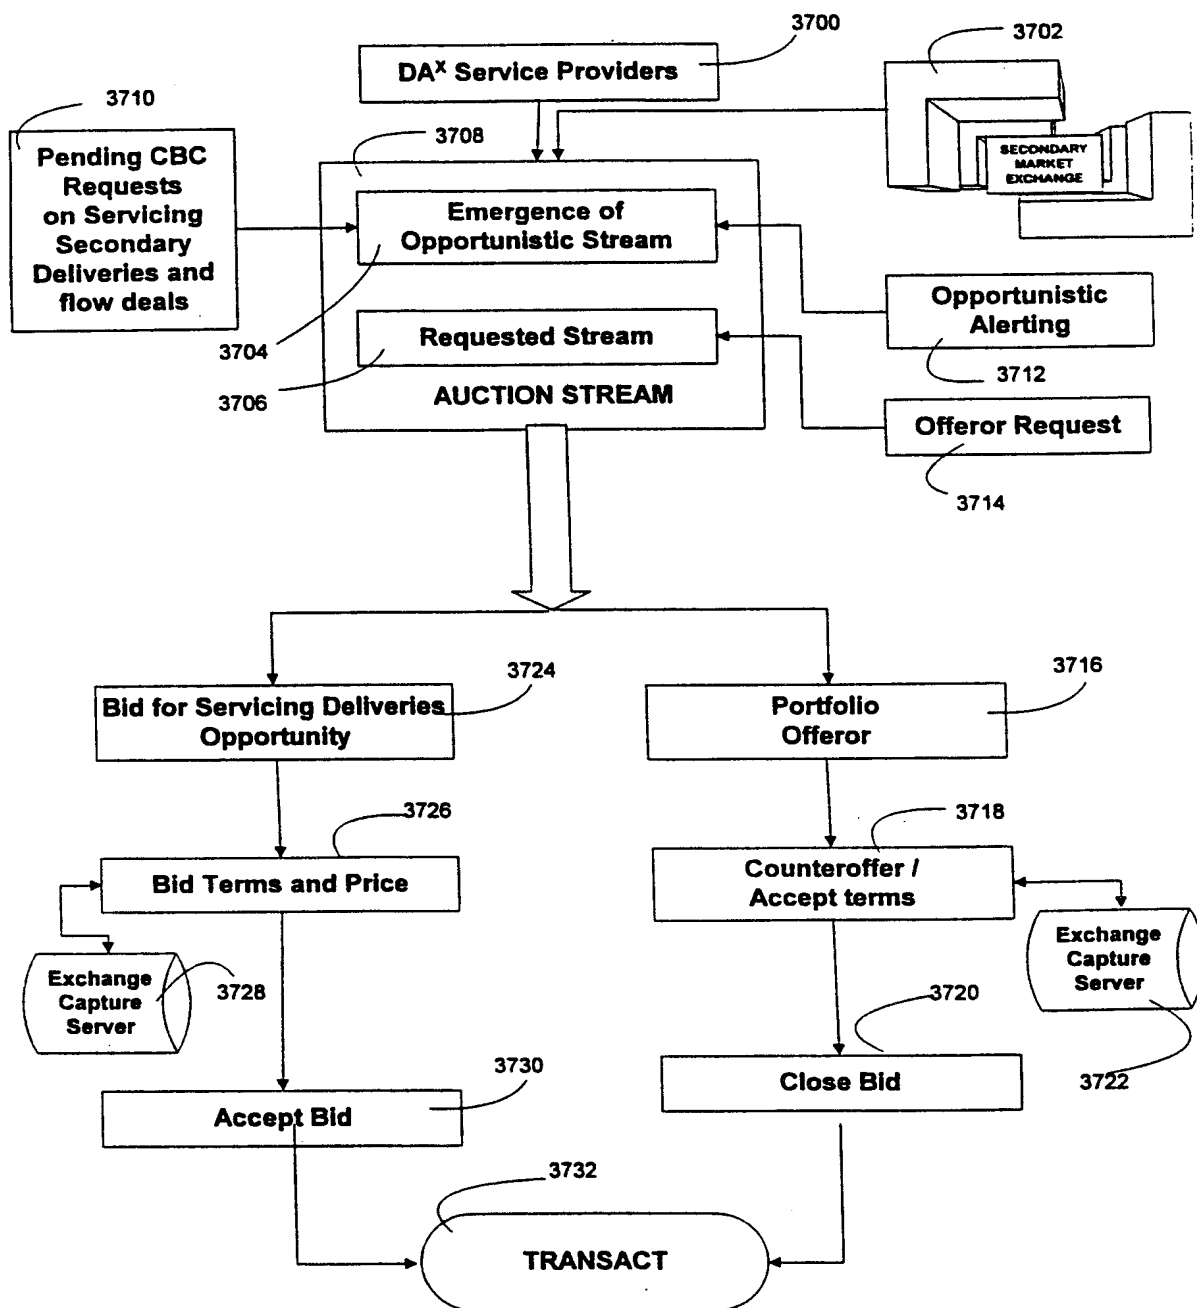 3700
DAX Service Providers
3702
SECONDARY
MARKET
EXCHANGE
3710
Pending CBC
Requests
on Servicing
Secondary
Deliveries and
flow deals
3708
Emergence of
Opportunistic Stream
3704
Requested Stream
3706
AUCTION STREAM
Opportunistic
Alerting
3712
Offeror Request
3714
3724
Bid for Servicing Deliveries
Opportunity
3716
Portfolio
Offeror
3726
Bid Terms and Price
3718
Counteroffer /
Accept terms
Exchange
Capture
Server
3728
Exchange
Capture
Server
3722
3720
Close Bid
3730
Accept Bid
3732
TRANSACT